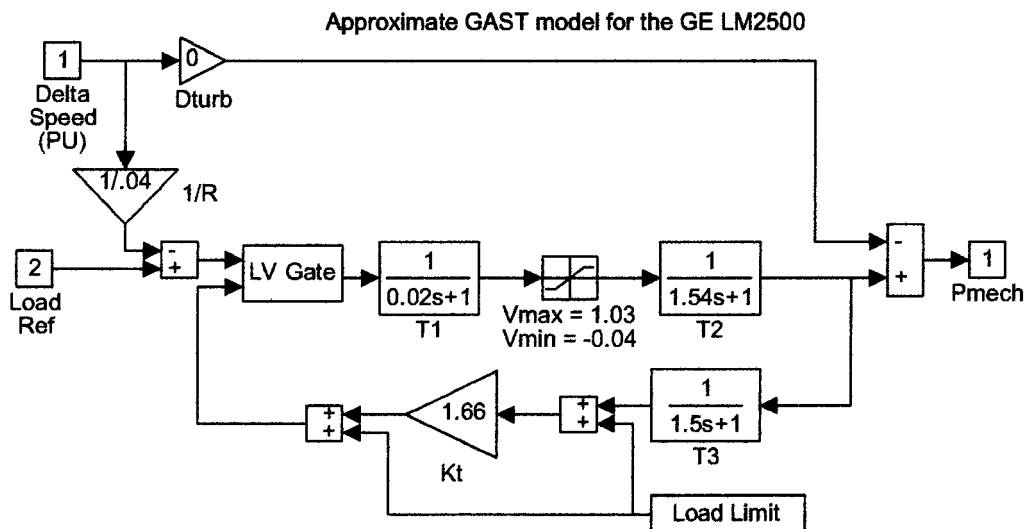 Approximate GAST model for the GE LM2500
1
Delta
Speed
(PU)
0
Dturb
1/.04
1/R
-
+
2
Load
Ref
LV Gate
1
0.02s+1
T1
Vmax = 1.03
Vmin = -0.04
1
1.54s+1
T2
-
+
1
Pmech
+
+
1.66
Kt
+
+
1
1.5s+1
T3
Load Limit